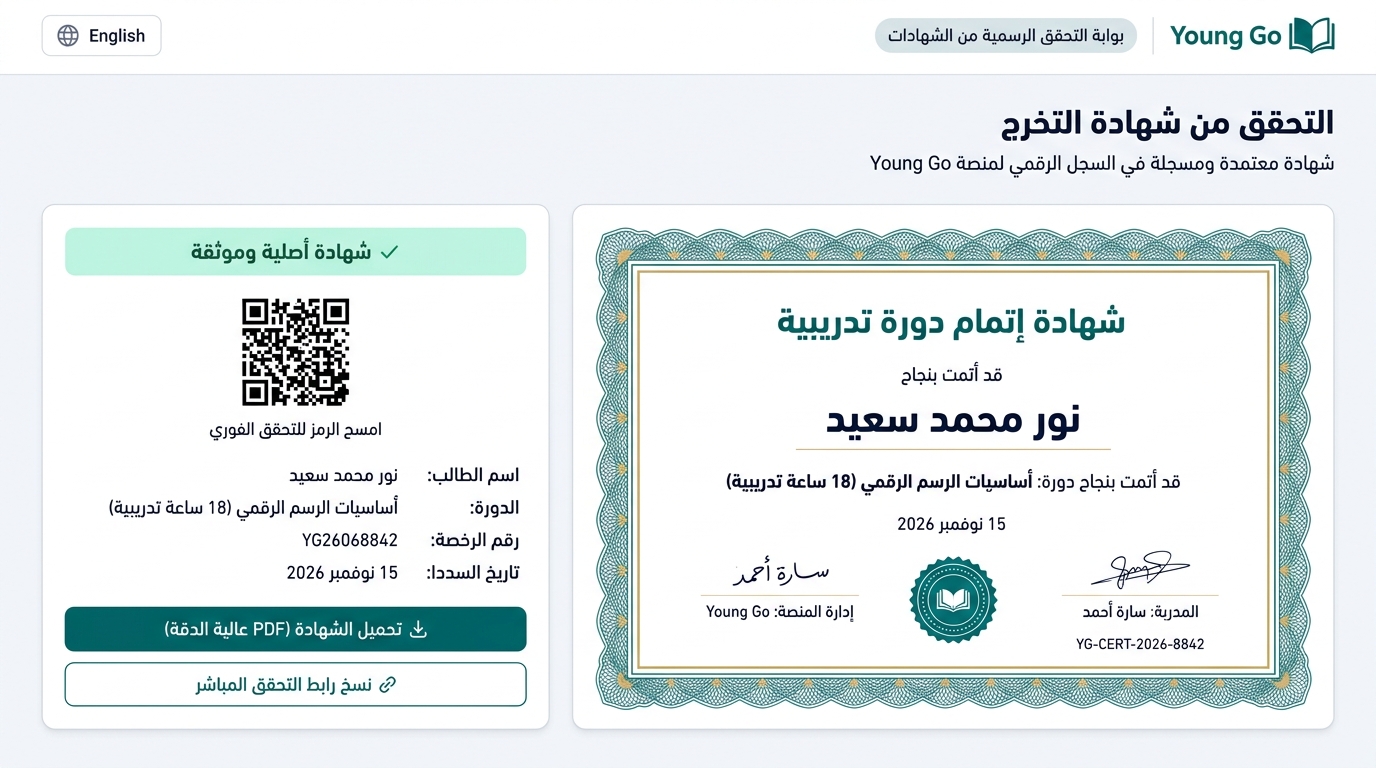 Young Go
بوابة التحقق الرسمية من الشهادات
English
التحقق من شهادة التخرج
شهادة معتمدة ومسجلة في السجل الرقمي لمنصة Young Go
شهادة إتمام دورة تدريبية
قد أتمت بنجاح
نور محمد سعيد
قد أتمت بنجاح دورة: أساسيات الرسم الرقمي (18 ساعة تدريبية)
15 نوفمبر 2026
المدربة: سارة أحمد
YG-CERT-2026-8842
سارة أحمد
إدارة المنصة: Young Go
شهادة أصلية وموثقة
امسح الرمز للتحقق الفوري
اسم الطالب: نور محمد سعيد
الدورة: أساسيات الرسم الرقمي (18 ساعة تدريبية)
رقم الرخصة: YG26068842
تاريخ السددا: 15 نوفمبر 2026
تحميل الشهادة (PDF عالية الدقة)
نسخ رابط التحقق المباشر